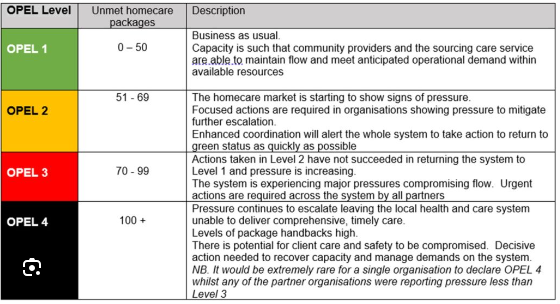 OPEL Level
Unmet homecare
packages
Description
OPEL 1
0 – 50
Business as usual.
Capacity is such that community providers and the sourcing care service
are able to maintain flow and meet anticipated operational demand within
available resources
OPEL 2
51 - 69
The homecare market is starting to show signs of pressure.
Focused actions are required in organisations showing pressure to mitigate
further escalation.
Enhanced coordination will alert the whole system to take action to return to
green status as quickly as possible
OPEL 3
70 - 99
Actions taken in Level 2 have not succeeded in returning the system to
Level 1 and pressure is increasing.
The system is experiencing major pressures compromising flow.  Urgent
actions are required across the system by all partners
OPEL 4
100 +
Pressure continues to escalate leaving the local health and care system
unable to deliver comprehensive, timely care.
Levels of package handbacks high.
There is potential for client care and safety to be compromised.  Decisive
action needed to recover capacity and manage demands on the system.
NB. It would be extremely rare for a single organisation to declare OPEL 4
whilst any of the partner organisations were reporting pressure less than
Level 3